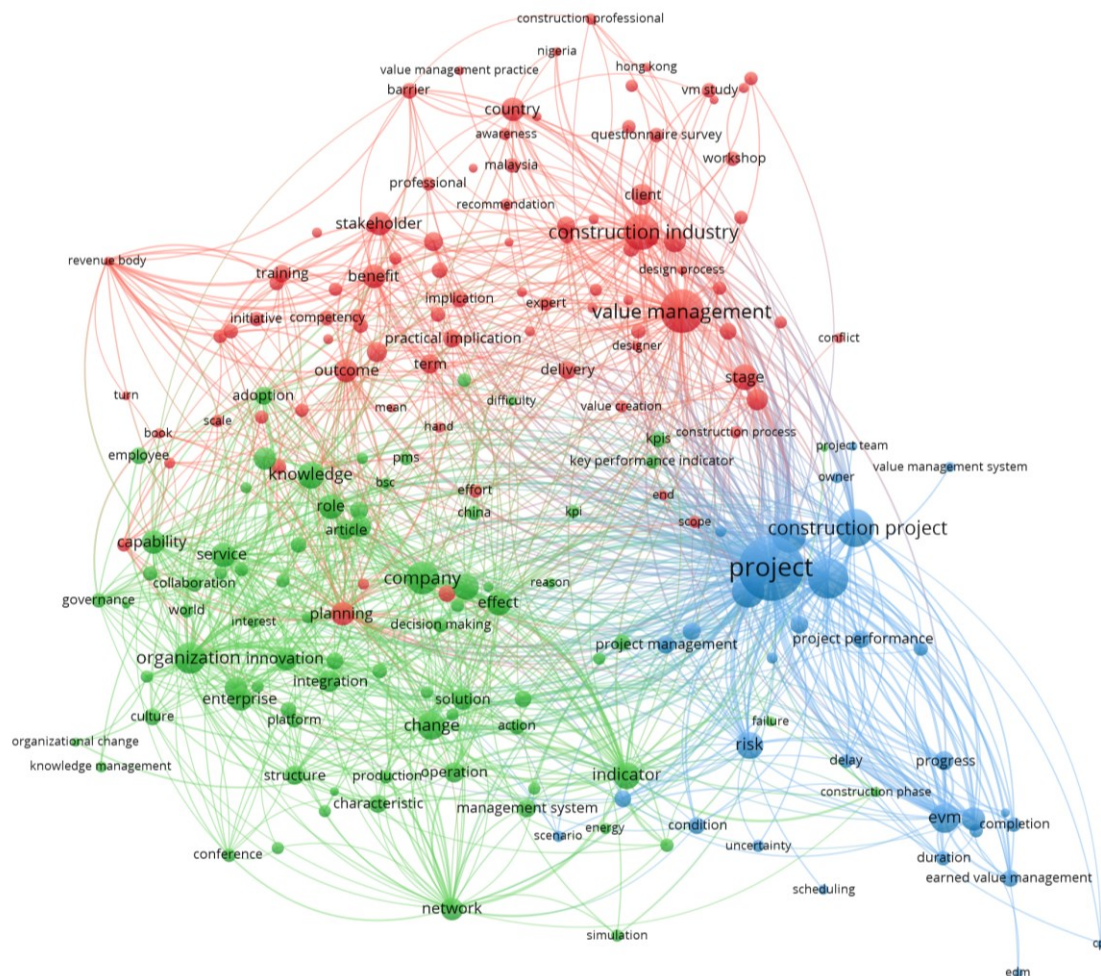 construction professional
nigeria
hong kong
value management practice
barrier
vm study
country
awareness
questionnaire survey
workshop
malaysia
professional
client
recommendation
stakeholder
construction industry
revenue body
training
benefit
design process
implication
expert
value management
initiative
competency
practical implication
designer
conflict
outcome
term
delivery
stage
turn
adoption
difficulty
mean
value creation
scale
hand
book
construction process
kpis
project team
employee
pms
key performance indicator
value management system
knowledge
owner
bsc
effort
end
role
china
kpi
scope
article
construction project
capability
service
project
company
collaboration
reason
governance
effect
world
planning
interest
decision making
project management
project performance
organization
innovation
integration
enterprise
solution
culture
platform
change
action
failure
organizational change
risk
knowledge management
delay
progress
structure
production
operation
indicator
construction phase
characteristic
management system
evm
completion
scenario
energy
condition
uncertainty
conference
duration
earned value management
scheduling
network
simulation
edm